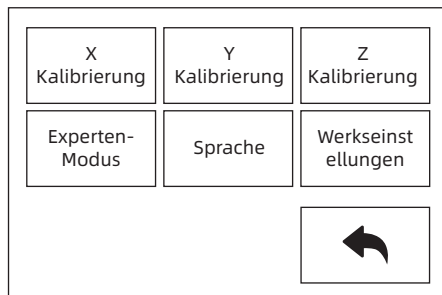 X
Kalibrierung
Y
Kalibrierung
Z
Kalibrierung
Experten-
Modus
Sprache
Werkseinst
ellungen